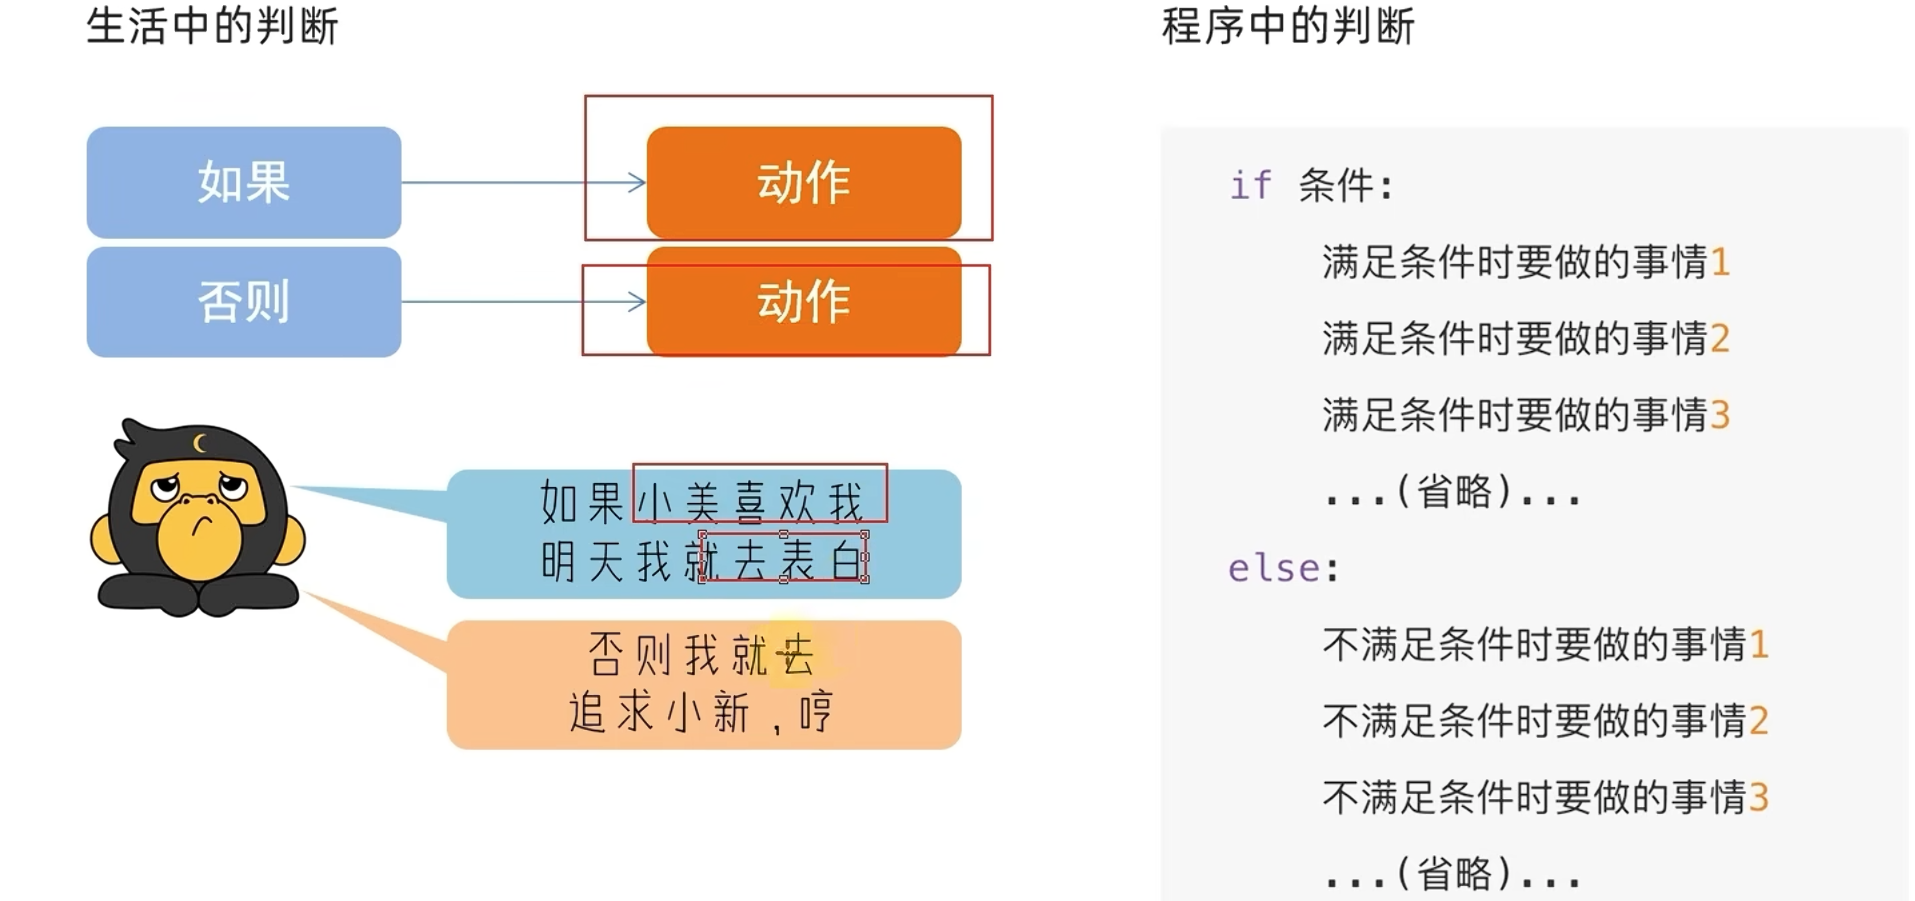 生活中的判断
如果
动作
否则
动作
如果小美喜欢我
明天我就去表白
否则我就去
追求小新，哼
程序中的判断
if 条件:
满足条件时要做的事情1
满足条件时要做的事情2
满足条件时要做的事情3
...(省略)...
else:
不满足条件时要做的事情1
不满足条件时要做的事情2
不满足条件时要做的事情3
...(省略)...